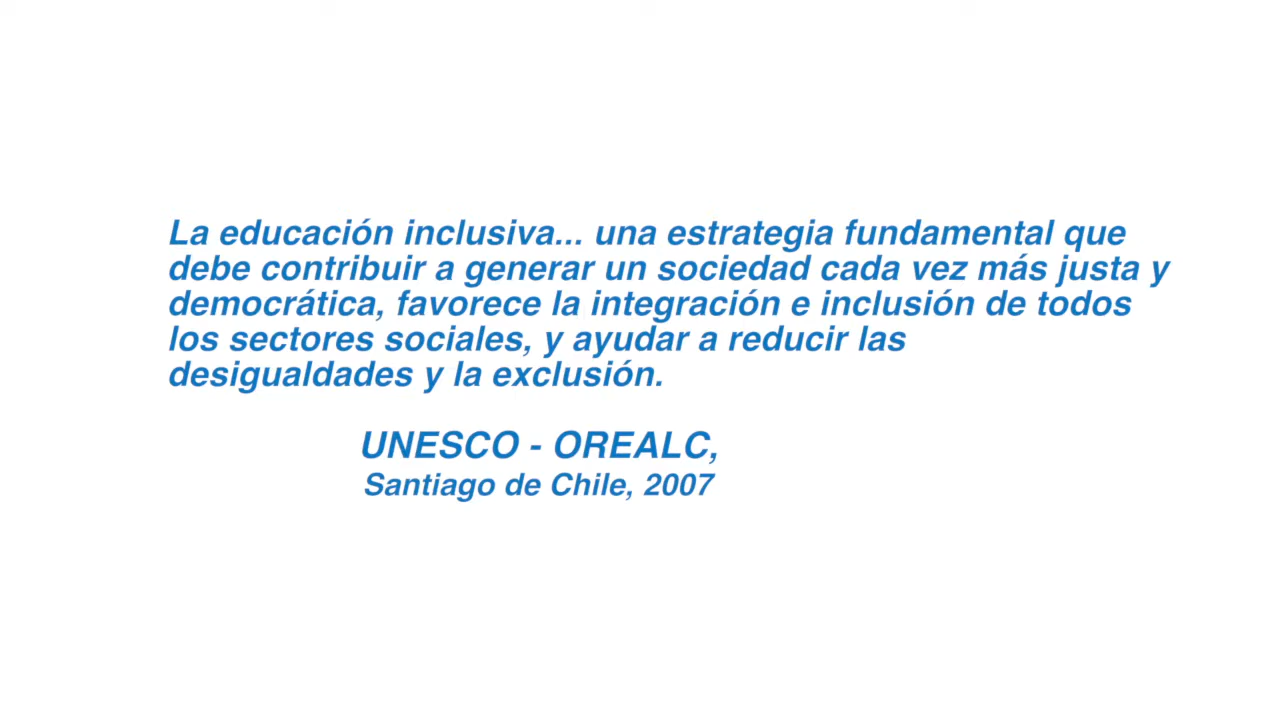 La educación inclusiva... una estrategia fundamental que
debe contribuir a generar un sociedad cada vez más justa y
democrática, favorece la integración e inclusión de todos
los sectores sociales, y ayudar a reducir las
desigualdades y la exclusión.
UNESCO - OREALC,
Santiago de Chile, 2007